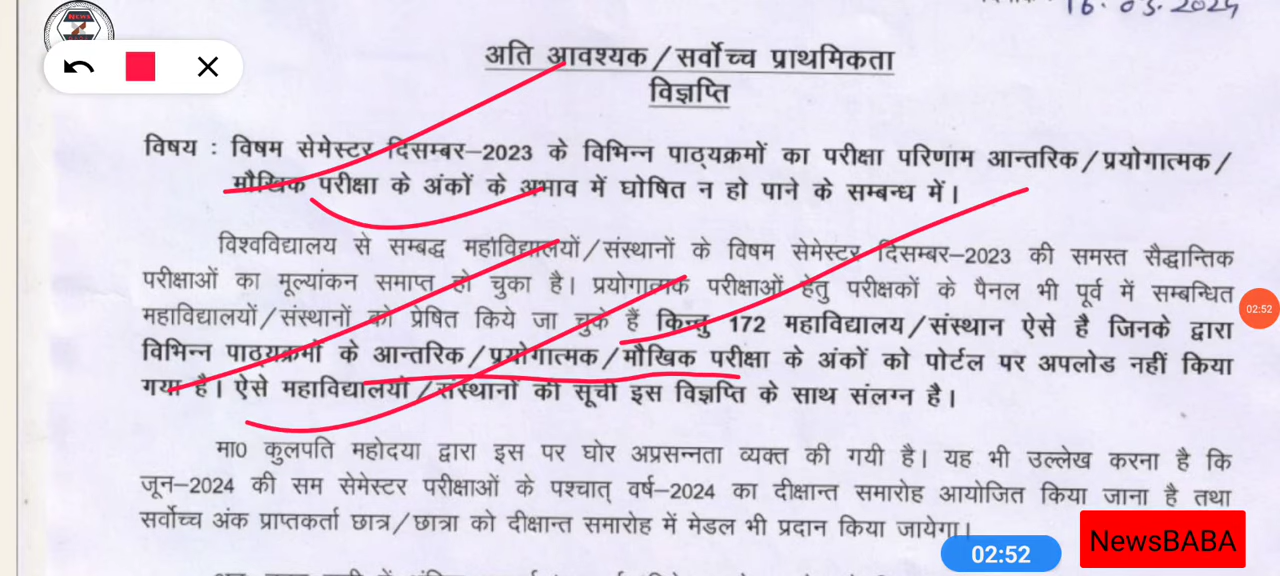 16.03.2024
NEWS
अति आवश्यक/सर्वोच्च प्राथमिकता
विज्ञप्ति
विषय : विषम सेमेस्टर दिसम्बर–2023 के विभिन्न पाठ्यक्रमों का परीक्षा परिणाम आन्तरिक/प्रयोगात्मक/
मौखिक परीक्षा के अंकों के अभाव में घोषित न हो पाने के सम्बन्ध में।
विश्वविद्यालय से सम्बद्ध महाविद्यालयों/संस्थानों के विषम सेमेस्टर दिसम्बर–2023 की समस्त सैद्धान्तिक
परीक्षाओं का मूल्यांकन समाप्त हो चुका है। प्रयोगात्मक परीक्षाओं हेतु परीक्षकों के पैनल भी पूर्व में सम्बन्धित
महाविद्यालयों/संस्थानों को प्रेषित किये जा चुके हैं किन्तु 172 महाविद्यालय/संस्थान ऐसे है जिनके द्वारा
विभिन्न पाठ्यक्रमों के आन्तरिक/प्रयोगात्मक/मौखिक परीक्षा के अंकों को पोर्टल पर अपलोड नहीं किया
गया है। ऐसे महाविद्यालयों/संस्थानों की सूची इस विज्ञप्ति के साथ संलग्न है।
02:52
मा0 कुलपति महोदया द्वारा इस पर घोर अप्रसन्नता व्यक्त की गयी है। यह भी उल्लेख करना है कि
जून–2024 की सम सेमेस्टर परीक्षाओं के पश्चात् वर्ष–2024 का दीक्षान्त समारोह आयोजित किया जाना है तथा
सर्वोच्च अंक प्राप्तकर्ता छात्र/छात्रा को दीक्षान्त समारोह में मेडल भी प्रदान किया जायेगा।
NewsBABA
02:52